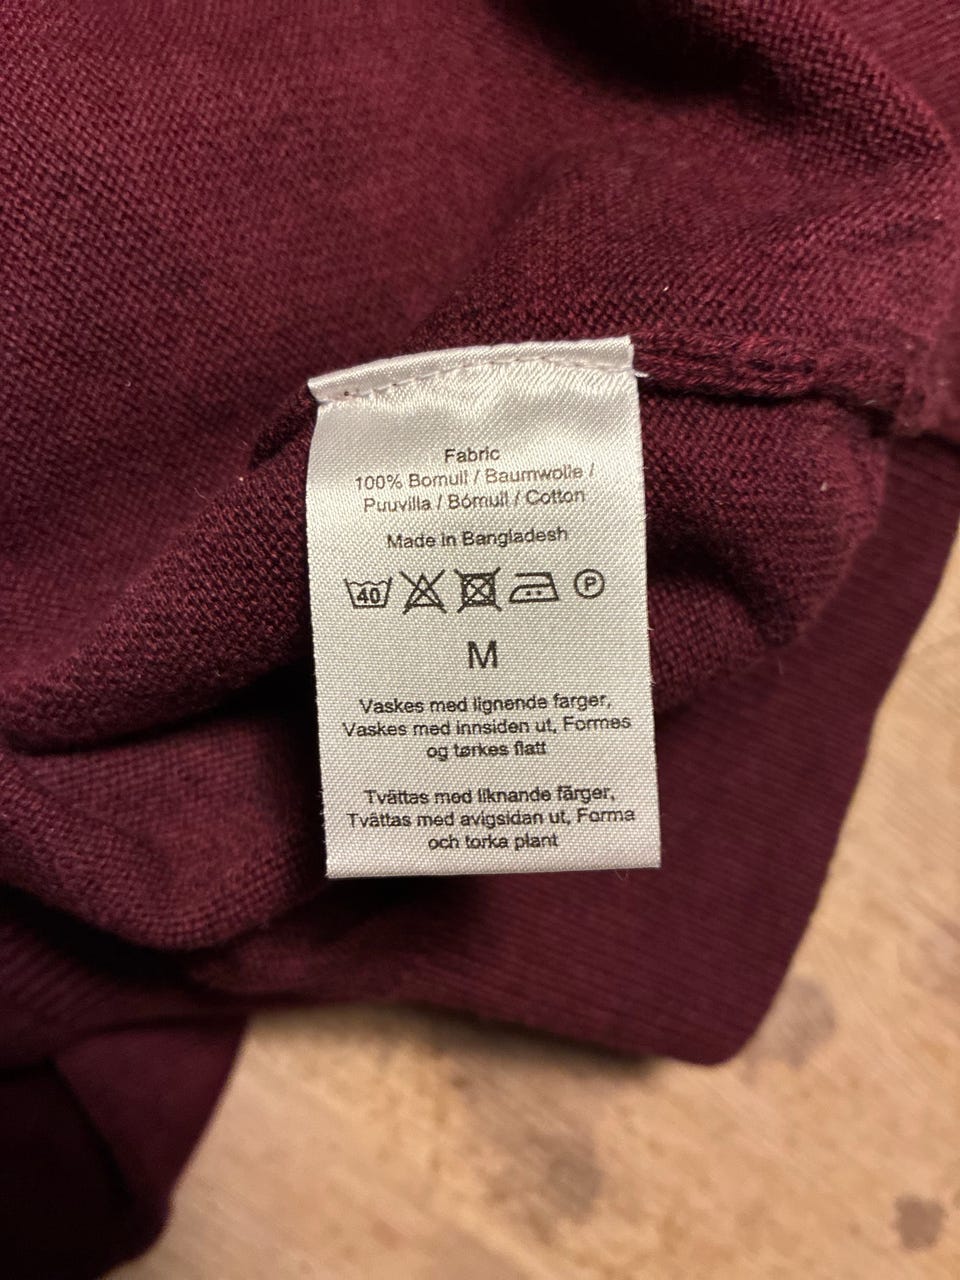 Fabric
100% Bomull / Baumwolle /
Puuvilla / Bómull / Cotton
Made in Bangladesh
40 P
M
Vaskes med lignende farger,
Vaskes med innsiden ut, Formes
og tørkes flatt
Tvättas med liknande färger,
Tvättas med avigsidan ut, Forma
och torka plant